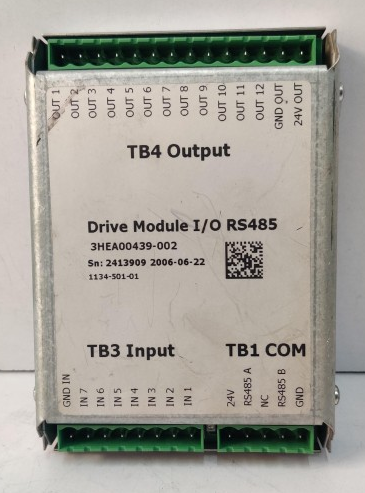 OUT 1
OUT 2
OUT 3
OUT 4
OUT 5
OUT 6
OUT 7
OUT 8
OUT 9
OUT 10
OUT 11
OUT 12
GND OUT
24V OUT
TB4 Output
Drive Module I/O RS485
3HEA00439-002
Sn: 2413909 2006-06-22
1134-501-01
TB3 Input
TB1 COM
GND IN
IN 7
IN 6
IN 5
IN 4
IN 3
IN 2
IN 1
24V
RS485 A
NC
RS485 B
GND